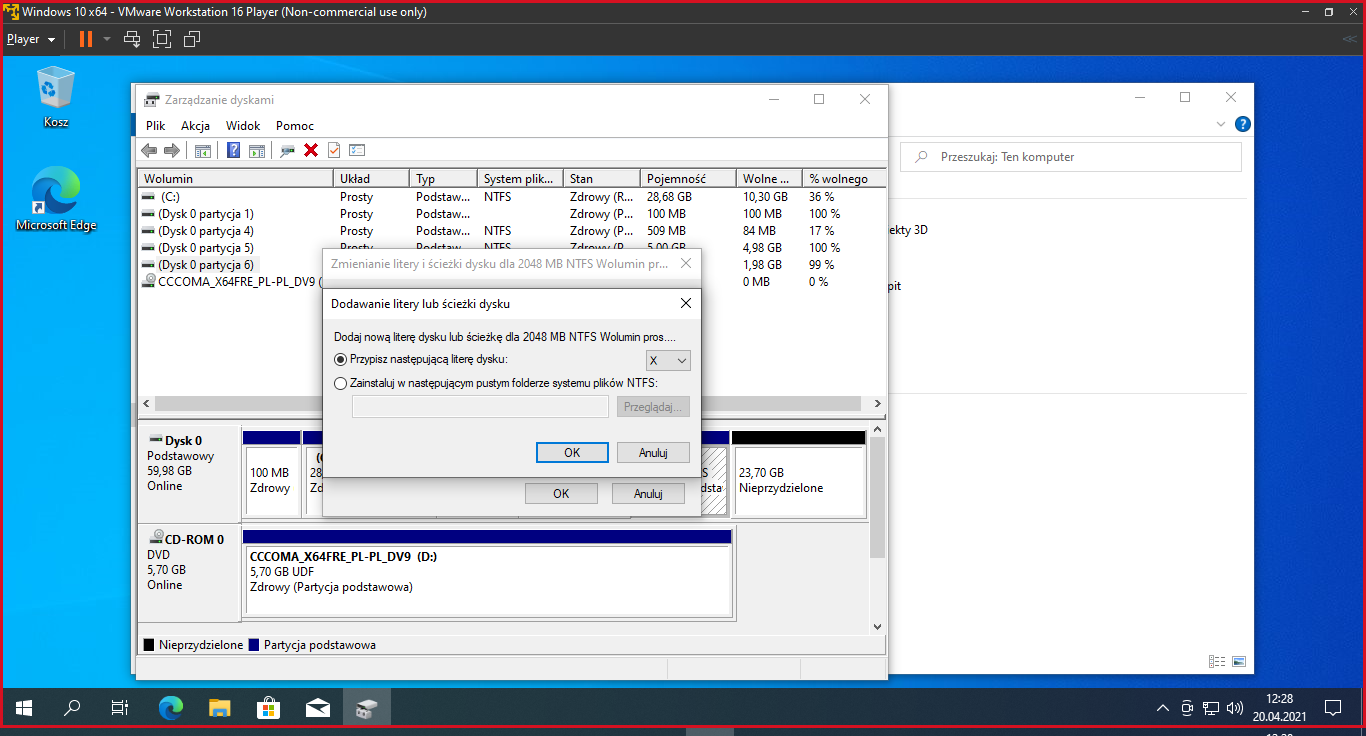 Windows 10 x64 - VMware Workstation 16 Player (Non-commercial use only)
Player
Kosz
Microsoft Edge
Zarządzanie dyskami
Plik Akcja Widok Pomoc
Przeszukaj: Ten komputer
Wolumin Układ Typ System plik... Stan Pojemność Wolne ... % wolnego
(C:) Prosty Podstaw... NTFS Zdrowy (R... 28,68 GB 10,30 GB 36 %
(Dysk 0 partycja 1) Prosty Podstaw... Zdrowy (P... 100 MB 100 MB 100 %
(Dysk 0 partycja 4) Prosty Podstaw... NTFS Zdrowy (P... 509 MB 84 MB 17 %
(Dysk 0 partycja 5) Prosty Podstaw... NTFS Zdrowy (P... 5,00 GB 4,98 GB 100 %
(Dysk 0 partycja 6) 1,98 GB 99 %
CCCOMA_X64FRE_PL-PL_DV9 ( 0 MB 0 %
ekty 3D
pit
Zmienianie litery i ścieżki dysku dla 2048 MB NTFS Wolumin pr...
Dodawanie litery lub ścieżki dysku
Dodaj nową literę dysku lub ścieżkę dla 2048 MB NTFS Wolumin pros....
Przypisz następującą literę dysku: X
Zainstaluj w następującym pustym folderze systemu plików NTFS:
Przeglądaj...
OK Anuluj
OK Anuluj
Dysk 0
Podstawowy
59,98 GB
Online
100 MB
Zdrowy
(
28
Zd
S
dsta
23,70 GB
Nieprzydzielone
CD-ROM 0
DVD
5,70 GB
Online
CCCOMA_X64FRE_PL-PL_DV9 (D:)
5,70 GB UDF
Zdrowy (Partycja podstawowa)
Nieprzydzielone Partycja podstawowa
12:28
20.04.2021